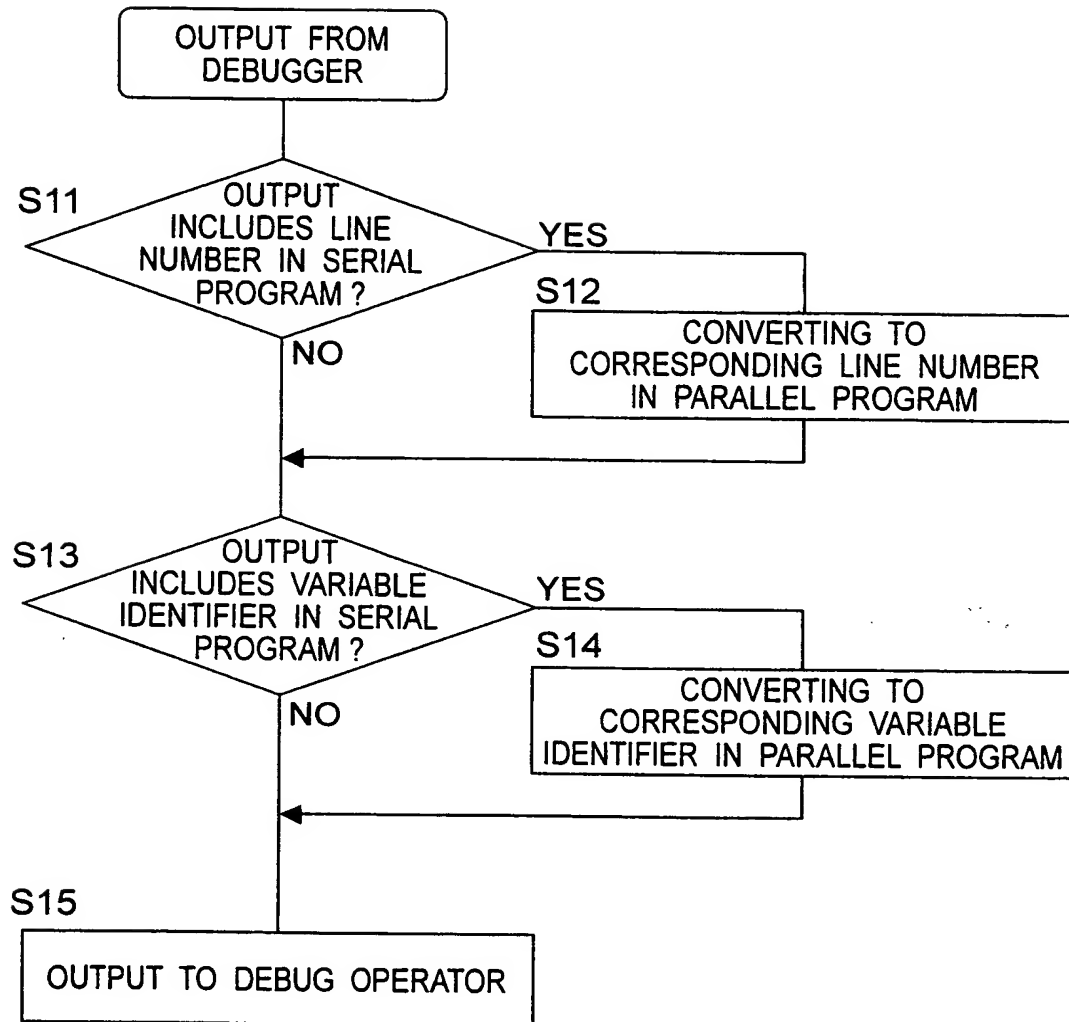 OUTPUT FROM
DEBUGGER
S11
OUTPUT
INCLUDES LINE
NUMBER IN SERIAL
PROGRAM ?
YES
NO
S12
CONVERTING TO
CORRESPONDING LINE NUMBER
IN PARALLEL PROGRAM
S13
OUTPUT
INCLUDES VARIABLE
IDENTIFIER IN SERIAL
PROGRAM ?
YES
NO
S14
CONVERTING TO
CORRESPONDING VARIABLE
IDENTIFIER IN PARALLEL PROGRAM
S15
OUTPUT TO DEBUG OPERATOR